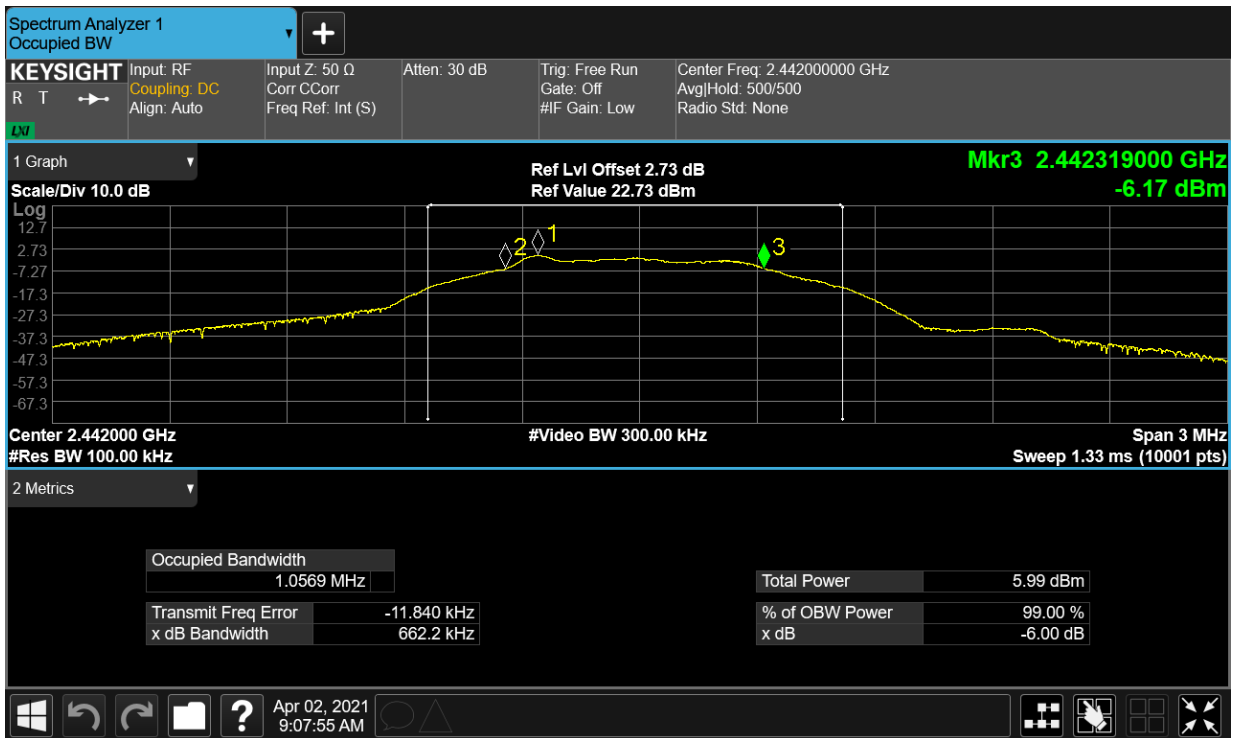 Spectrum Analyzer 1
Occupied BW
+
KEYSIGHT
R T
LXI
Input: RF
Coupling: DC
Align: Auto
Input Z: 50 Ω
Corr CCorr
Freq Ref: Int (S)
Atten: 30 dB
Trig: Free Run
Gate: Off
#IF Gain: Low
Center Freq: 2.442000000 GHz
Avg|Hold: 500/500
Radio Std: None
1 Graph
Scale/Div 10.0 dB
Ref Lvl Offset 2.73 dB
Ref Value 22.73 dBm
Mkr3 2.442319000 GHz
-6.17 dBm
Log
12.7
2.73
-7.27
-17.3
-27.3
-37.3
-47.3
-57.3
-67.3
2
1
3
Center 2.442000 GHz
#Res BW 100.00 kHz
#Video BW 300.00 kHz
Span 3 MHz
Sweep 1.33 ms (10001 pts)
2 Metrics
Occupied Bandwidth
1.0569 MHz
Transmit Freq Error -11.840 kHz
x dB Bandwidth 662.2 kHz
Total Power 5.99 dBm
% of OBW Power 99.00 %
x dB -6.00 dB
?
Apr 02, 2021
9:07:55 AM